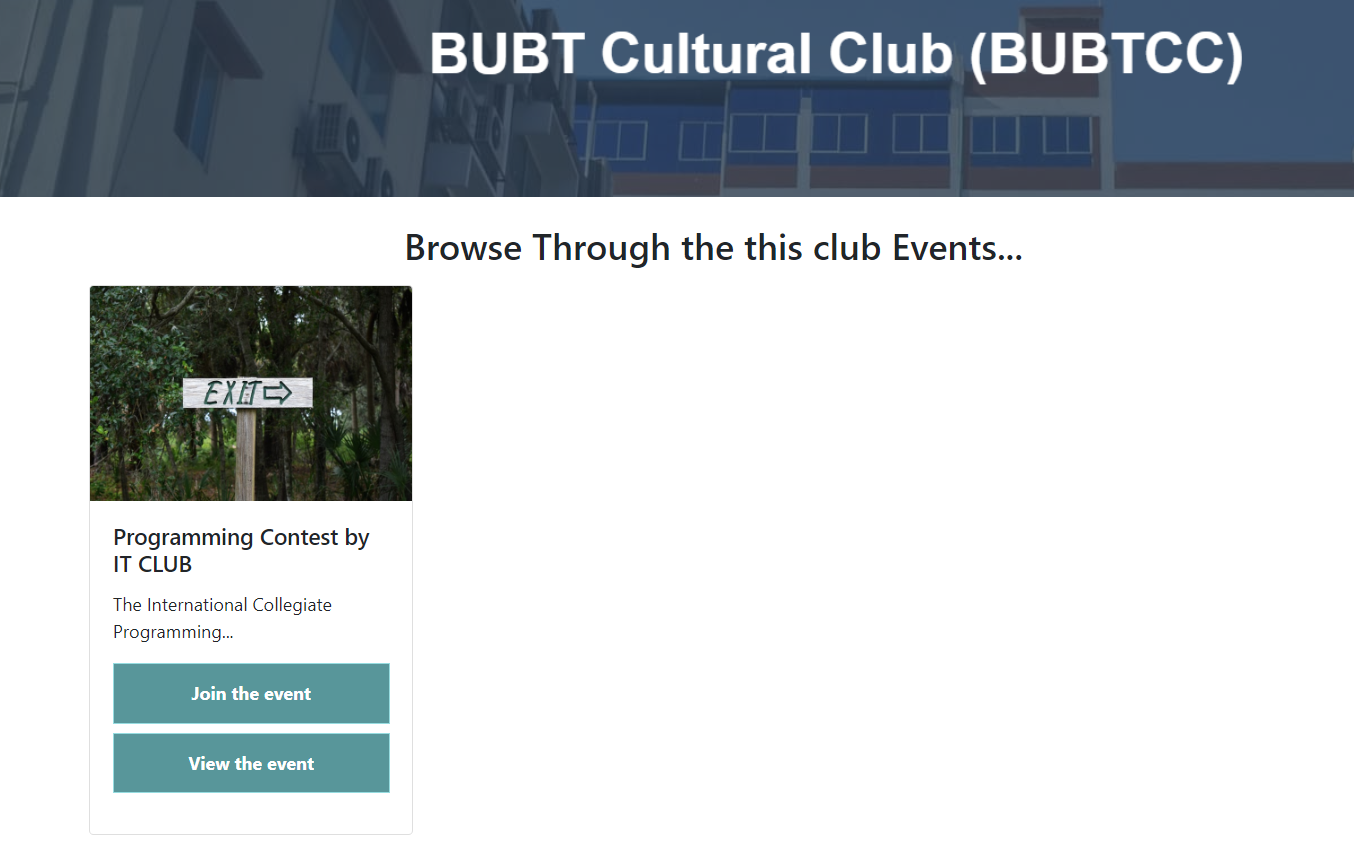 BUBT Cultural Club (BUBTCC)
Browse Through the this club Events...
EXIT
Programming Contest by
IT CLUB
The International Collegiate
Programming...
Join the event
View the event